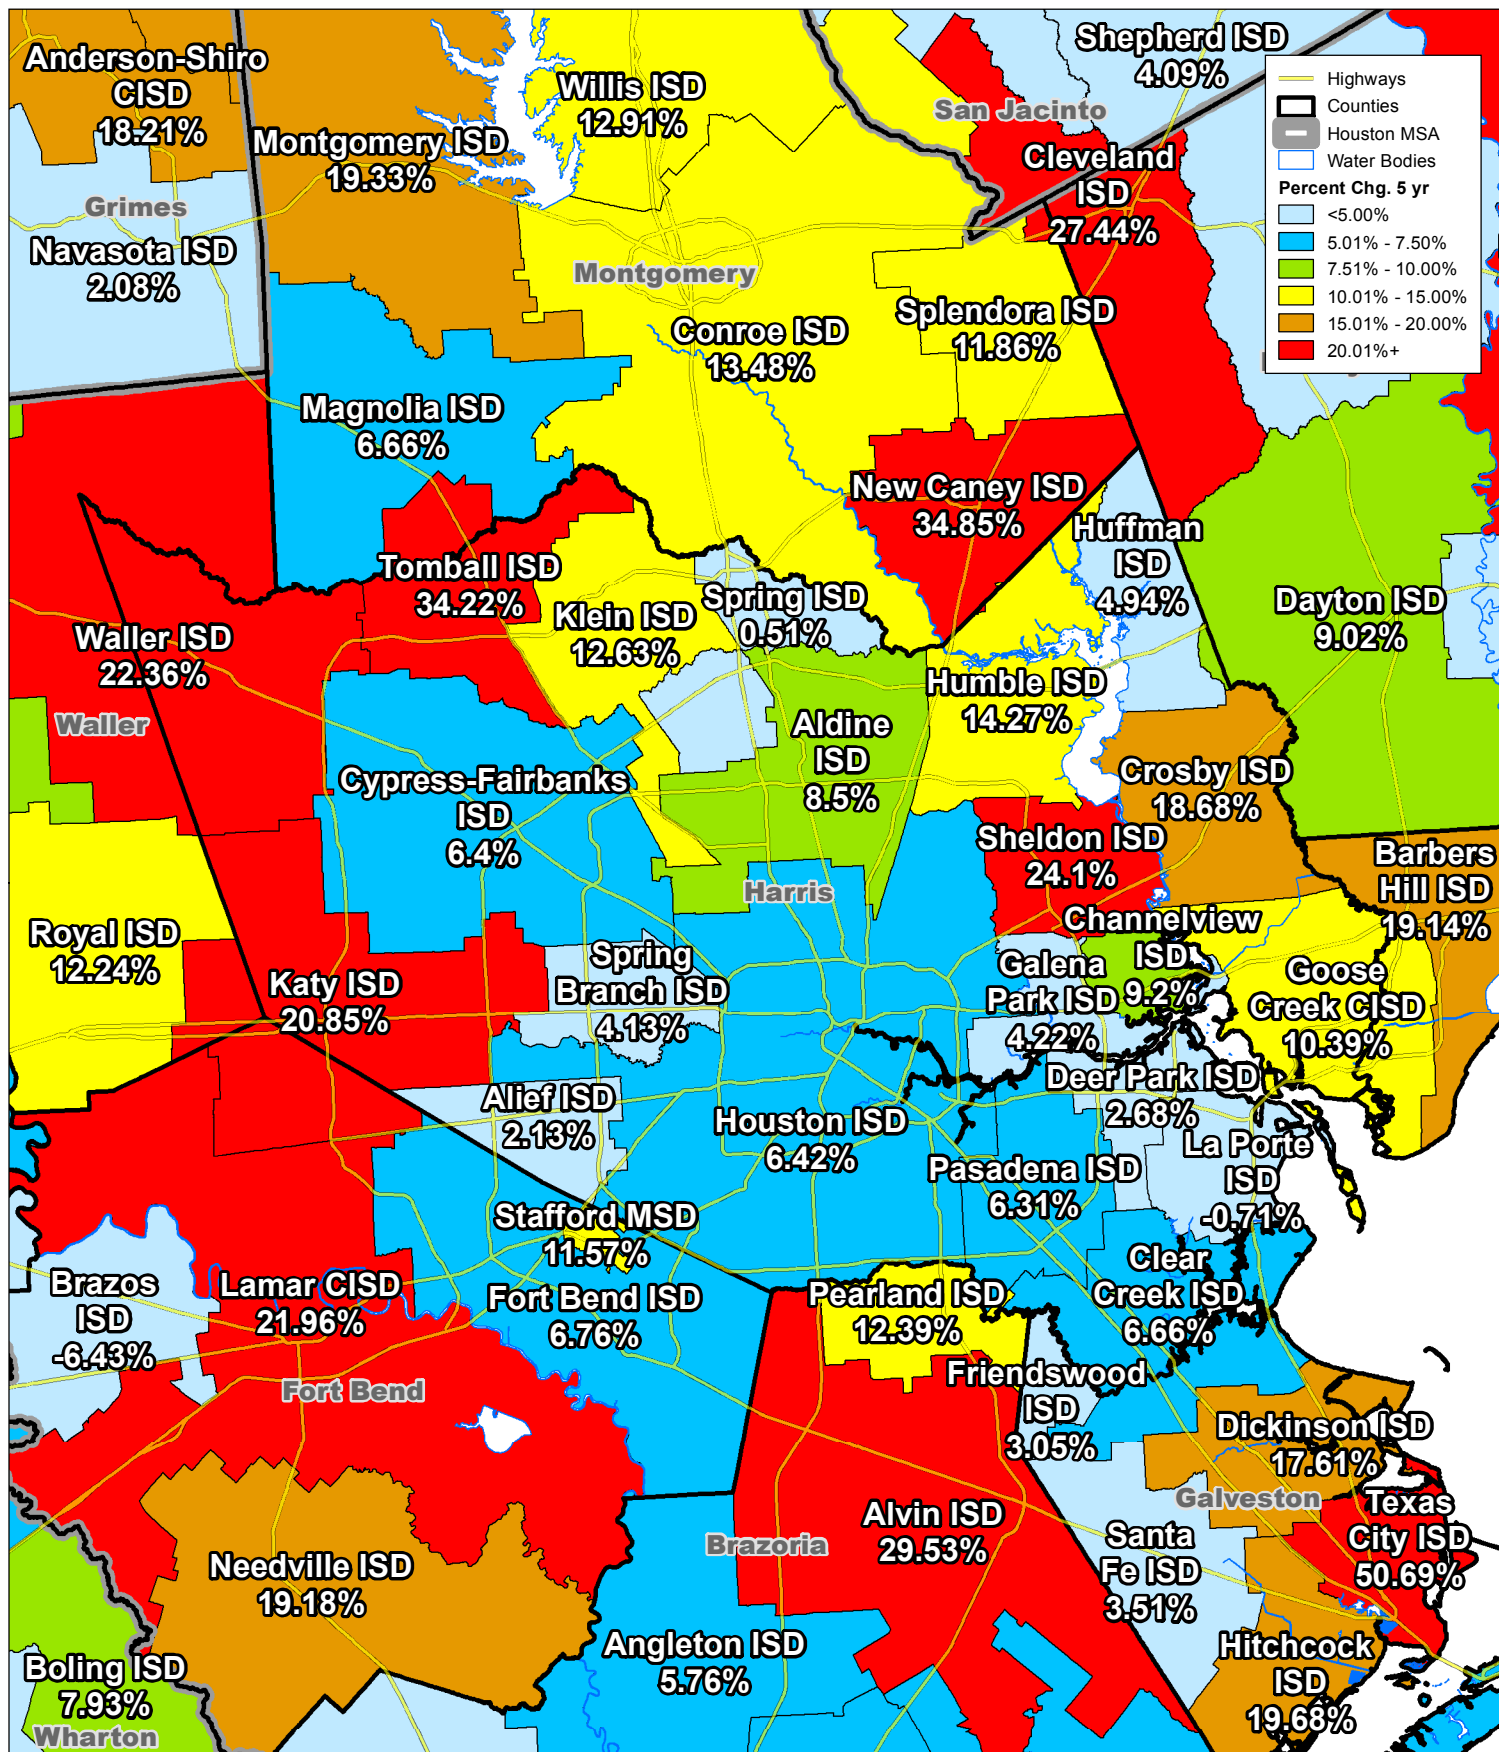 Anderson-Shiro
CISD
18.21%
Willis ISD
12.91%
Shepherd ISD
4.09%
Highways
Counties
Houston MSA
Water Bodies
Percent Chg. 5 yr
<5.00%
5.01% - 7.50%
7.51% - 10.00%
10.01% - 15.00%
15.01% - 20.00%
20.01%+
San Jacinto
Montgomery ISD
19.33%
Cleveland
ISD
27.44%
Grimes
Navasota ISD
2.08%
Montgomery
Conroe ISD
13.48%
Splendora ISD
11.86%
Magnolia ISD
6.66%
New Caney ISD
34.85%
Huffman
ISD
4.94%
Tomball ISD
34.22%
Klein ISD
12.63%
Spring ISD
0.51%
Dayton ISD
9.02%
Waller ISD
22.36%
Waller
Humble ISD
14.27%
Aldine
ISD
8.5%
Cypress-Fairbanks
ISD
6.4%
Crosby ISD
18.68%
Sheldon ISD
24.1%
Barbers
Hill ISD
19.14%
Harris
Royal ISD
12.24%
Katy ISD
20.85%
Spring
Branch ISD
4.13%
Channelview
ISD
9.2%
Galena
Park ISD
4.22%
Goose
Creek CISD
10.39%
Alief ISD
2.13%
Houston ISD
6.42%
Deer Park ISD
2.68%
La Porte
ISD
-0.71%
Pasadena ISD
6.31%
Stafford MSD
11.57%
Brazos
ISD
-6.43%
Lamar CISD
21.96%
Fort Bend ISD
6.76%
Pearland ISD
12.39%
Clear
Creek ISD
6.66%
Fort Bend
Friendswood
ISD
3.05%
Dickinson ISD
17.61%
Galveston
Texas
City ISD
50.69%
Alvin ISD
29.53%
Brazoria
Santa
Fe ISD
3.51%
Needville ISD
19.18%
Angleton ISD
5.76%
Hitchcock
ISD
19.68%
Boling ISD
7.93%
Wharton